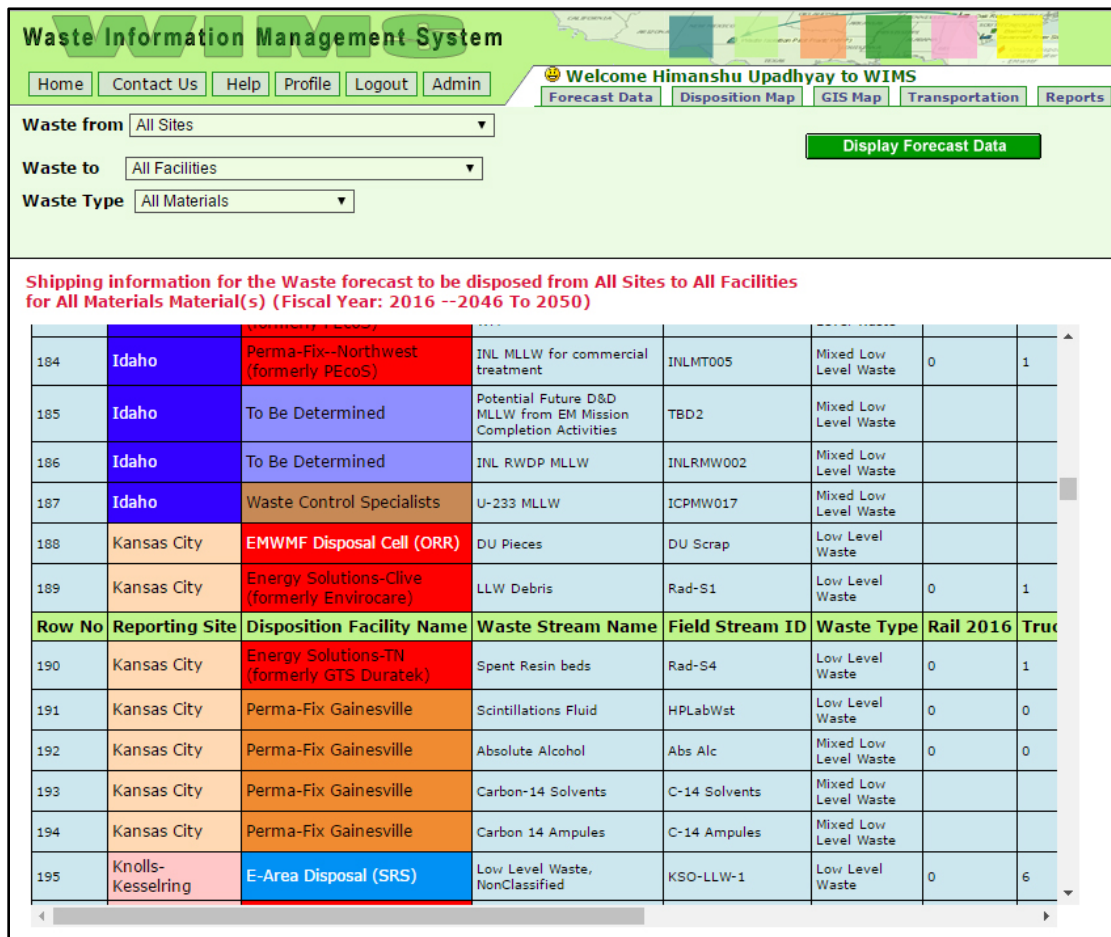 Waste Information Management System
Home Contact Us Help Profile Logout Admin
Welcome Himanshu Upadhyay to WIMS
Forecast Data Disposition Map GIS Map Transportation Reports
Waste from All Sites
Display Forecast Data
Waste to All Facilities
Waste Type All Materials
Shipping information for the Waste forecast to be disposed from All Sites to All Facilities
for All Materials Material(s) (Fiscal Year: 2016 --2046 To 2050)
184 Idaho Perma-Fix--Northwest (formerly PEcoS) INL MLLW for commercial treatment INLMT005 Mixed Low Level Waste 0 1
185 Idaho To Be Determined Potential Future D&D MLLW from EM Mission Completion Activities TBD2 Mixed Low Level Waste
186 Idaho To Be Determined INL RWDP MLLW INLRMW002 Mixed Low Level Waste
187 Idaho Waste Control Specialists U-233 MLLW ICPMW017 Mixed Low Level Waste
188 Kansas City EMWMF Disposal Cell (ORR) DU Pieces DU Scrap Low Level Waste
189 Kansas City Energy Solutions-Clive (formerly Envirocare) LLW Debris Rad-S1 Low Level Waste 0 1
Row No Reporting Site Disposition Facility Name Waste Stream Name Field Stream ID Waste Type Rail 2016 Truc
190 Kansas City Energy Solutions-TN (formerly GTS Duratek) Spent Resin beds Rad-S4 Low Level Waste 0 1
191 Kansas City Perma-Fix Gainesville Scintillations Fluid HPLabWst Low Level Waste 0 0
192 Kansas City Perma-Fix Gainesville Absolute Alcohol Abs Alc Mixed Low Level Waste 0 0
193 Kansas City Perma-Fix Gainesville Carbon-14 Solvents C-14 Solvents Mixed Low Level Waste
194 Kansas City Perma-Fix Gainesville Carbon 14 Ampules C-14 Ampules Mixed Low Level Waste
195 Knolls-Kesselring E-Area Disposal (SRS) Low Level Waste, NonClassified KSO-LLW-1 Low Level Waste 0 6